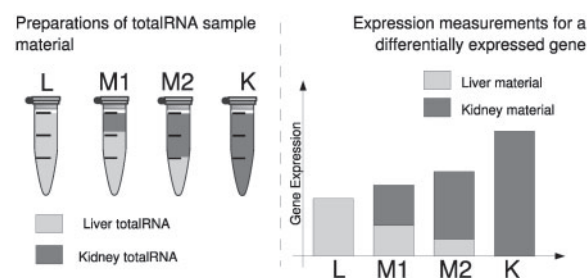 Preparations of totalRNA sample
material
L M1 M2 K
Liver totalRNA
Kidney totalRNA
Expression measurements for a
differentially expressed gene
Liver material
Kidney material
Gene Expression
L M1 M2 K